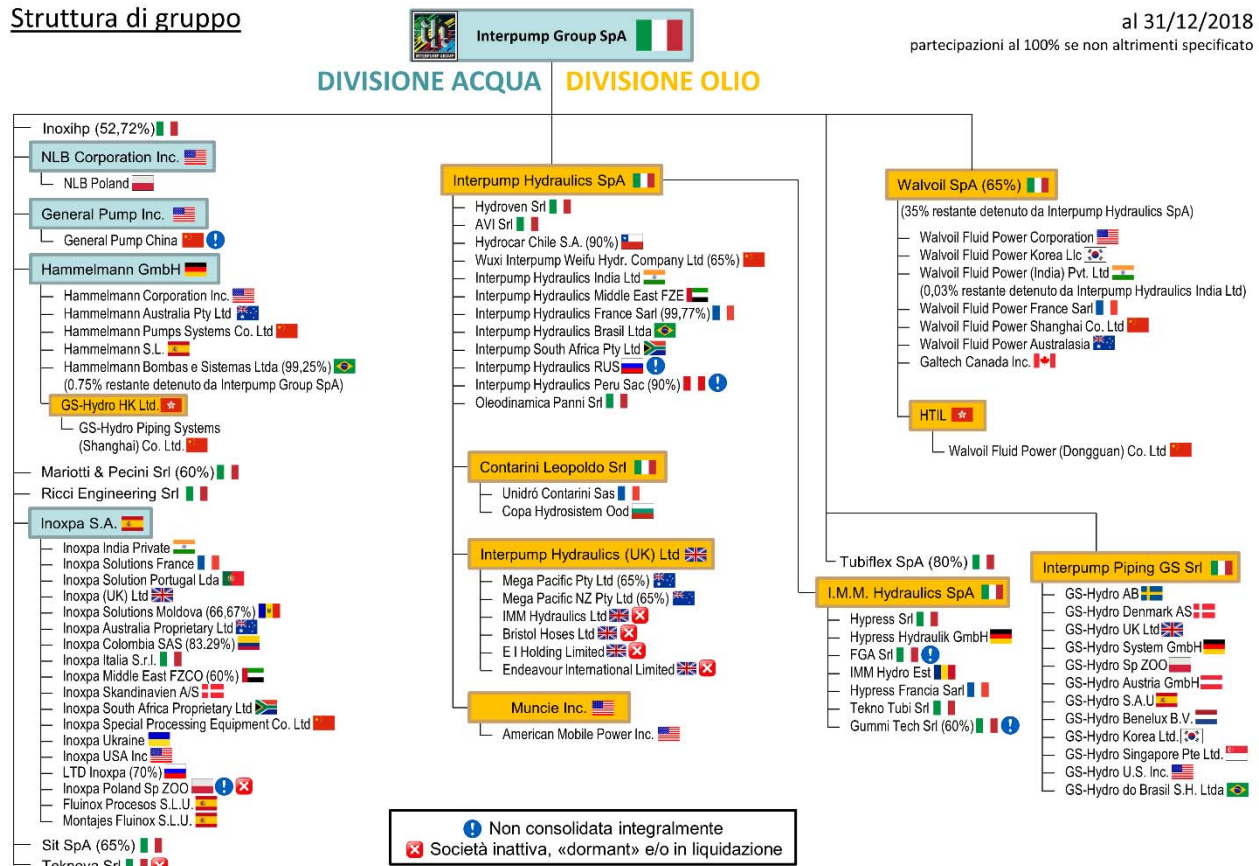 Struttura di gruppo
INTERPUMP GROUP
Interpump Group SpA
al 31/12/2018
partecipazioni al 100% se non altrimenti specificato
DIVISIONE ACQUA
DIVISIONE OLIO
Inoxihp (52,72%)
NLB Corporation Inc.
NLB Poland
General Pump Inc.
General Pump China
Hammelmann GmbH
Hammelmann Corporation Inc.
Hammelmann Australia Pty Ltd
Hammelmann Pumps Systems Co. Ltd
Hammelmann S.L.
Hammelmann Bombas e Sistemas Ltda (99,25%)
(0.75% restante detenuto da Interpump Group SpA)
GS-Hydro HK Ltd.
GS-Hydro Piping Systems
(Shanghai) Co. Ltd.
Mariotti & Pecini Srl (60%)
Ricci Engineering Srl
Inoxpa S.A.
Inoxpa India Private
Inoxpa Solutions France
Inoxpa Solution Portugal Lda
Inoxpa (UK) Ltd
Inoxpa Solutions Moldova (66,67%)
Inoxpa Australia Proprietary Ltd
Inoxpa Colombia SAS (83.29%)
Inoxpa Italia S.r.l.
Inoxpa Middle East FZCO (60%)
Inoxpa Skandinavien A/S
Inoxpa South Africa Proprietary Ltd
Inoxpa Special Processing Equipment Co. Ltd
Inoxpa Ukraine
Inoxpa USA Inc
LTD Inoxpa (70%)
Inoxpa Poland Sp ZOO
Fluinox Procesos S.L.U.
Montajes Fluinox S.L.U.
Sit SpA (65%)
Teknova Srl
Interpump Hydraulics SpA
Hydroven Srl
AVI Srl
Hydrocar Chile S.A. (90%)
Wuxi Interpump Weifu Hydr. Company Ltd (65%)
Interpump Hydraulics India Ltd
Interpump Hydraulics Middle East FZE
Interpump Hydraulics France Sarl (99,77%)
Interpump Hydraulics Brasil Ltda
Interpump South Africa Pty Ltd
Interpump Hydraulics RUS
Interpump Hydraulics Peru Sac (90%)
Oleodinamica Panni Srl
Contarini Leopoldo Srl
Unidró Contarini Sas
Copa Hydrosistem Ood
Interpump Hydraulics (UK) Ltd
Mega Pacific Pty Ltd (65%)
Mega Pacific NZ Pty Ltd (65%)
IMM Hydraulics Ltd
Bristol Hoses Ltd
E I Holding Limited
Endeavour International Limited
Muncie Inc.
American Mobile Power Inc.
Walvoil SpA (65%)
(35% restante detenuto da Interpump Hydraulics SpA)
Walvoil Fluid Power Corporation
Walvoil Fluid Power Korea Llc
Walvoil Fluid Power (India) Pvt. Ltd
(0,03% restante detenuto da Interpump Hydraulics India Ltd)
Walvoil Fluid Power France Sarl
Walvoil Fluid Power Shanghai Co. Ltd
Walvoil Fluid Power Australasia
Galtech Canada Inc.
HTIL
Walvoil Fluid Power (Dongguan) Co. Ltd
Tubiflex SpA (80%)
I.M.M. Hydraulics SpA
Hypress Srl
Hypress Hydraulik GmbH
FGA Srl
IMM Hydro Est
Hypress Francia Sarl
Tekno Tubi Srl
Gummi Tech Srl (60%)
Interpump Piping GS Srl
GS-Hydro AB
GS-Hydro Denmark AS
GS-Hydro UK Ltd
GS-Hydro System GmbH
GS-Hydro Sp ZOO
GS-Hydro Austria GmbH
GS-Hydro S.A.U
GS-Hydro Benelux B.V.
GS-Hydro Korea Ltd.
GS-Hydro Singapore Pte Ltd.
GS-Hydro U.S. Inc.
GS-Hydro do Brasil S.H. Ltda
Non consolidata integralmente
Società inattiva, «dormant» e/o in liquidazione